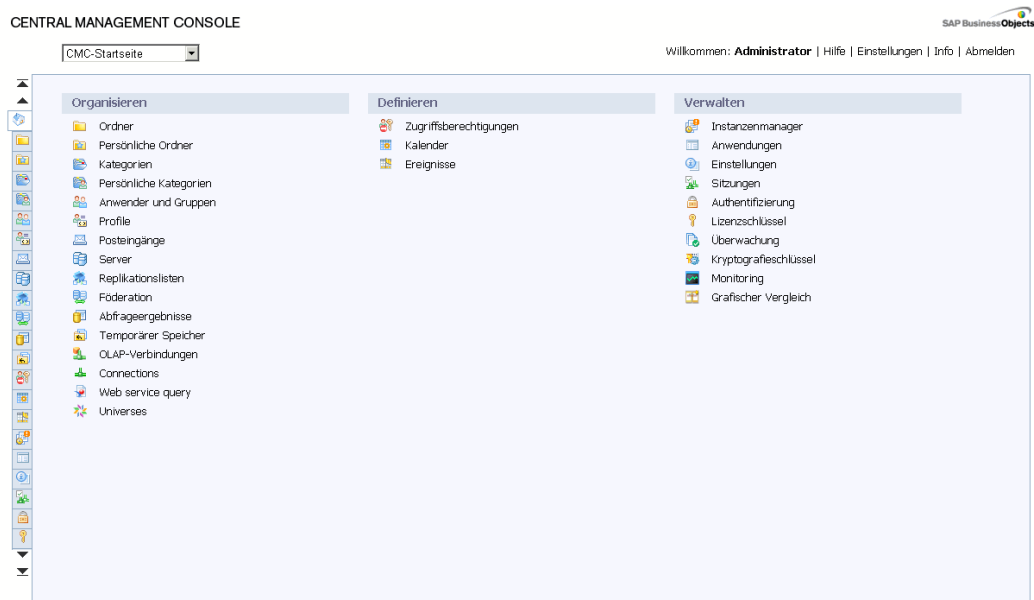 CENTRAL MANAGEMENT CONSOLE
SAP BusinessObjects
CMC-Startseite
Willkommen: Administrator | Hilfe | Einstellungen | Info | Abmelden
Organisieren
Ordner
Persönliche Ordner
Kategorien
Persönliche Kategorien
Anwender und Gruppen
Profile
Posteingänge
Server
Replikationslisten
Föderation
Abfrageergebnisse
Temporärer Speicher
OLAP-Verbindungen
Connections
Web service query
Universes
Definieren
Zugriffsberechtigungen
Kalender
Ereignisse
Verwalten
Instanzenmanager
Anwendungen
Einstellungen
Sitzungen
Authentifizierung
Lizenzschlüssel
Überwachung
Kryptografieschlüssel
Monitoring
Grafischer Vergleich